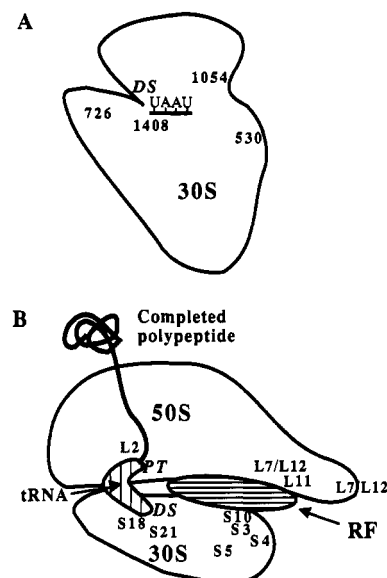 A
1054
DS
UAAU
726
1408
530
30S
B
Completed
polypeptide
50S
L2
PT
L7/L12
L11
L7/L12
tRNA
DS
S18
S10
S21
S3
S4
RF
30S
S5